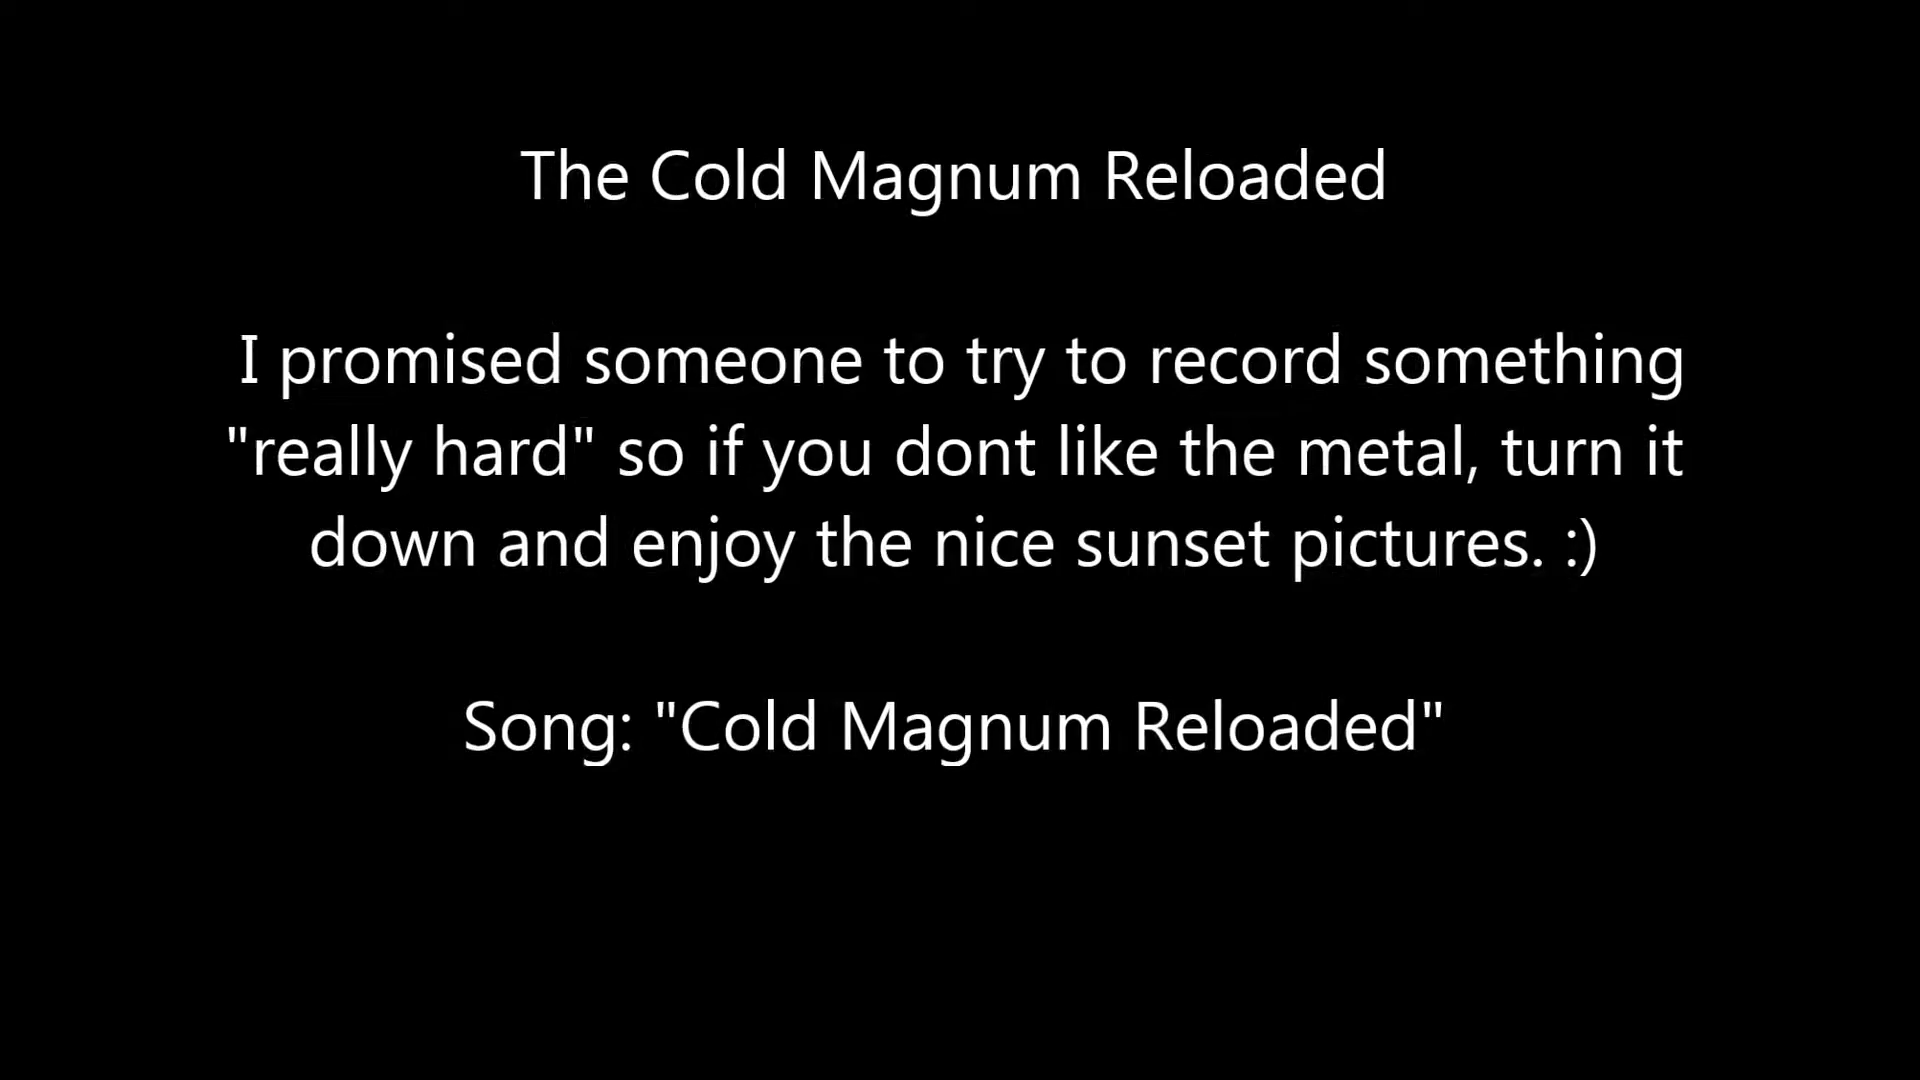 The Cold Magnum Reloaded
I promised someone to try to record something
"really hard" so if you dont like the metal, turn it
down and enjoy the nice sunset pictures. :)
Song: "Cold Magnum Reloaded"